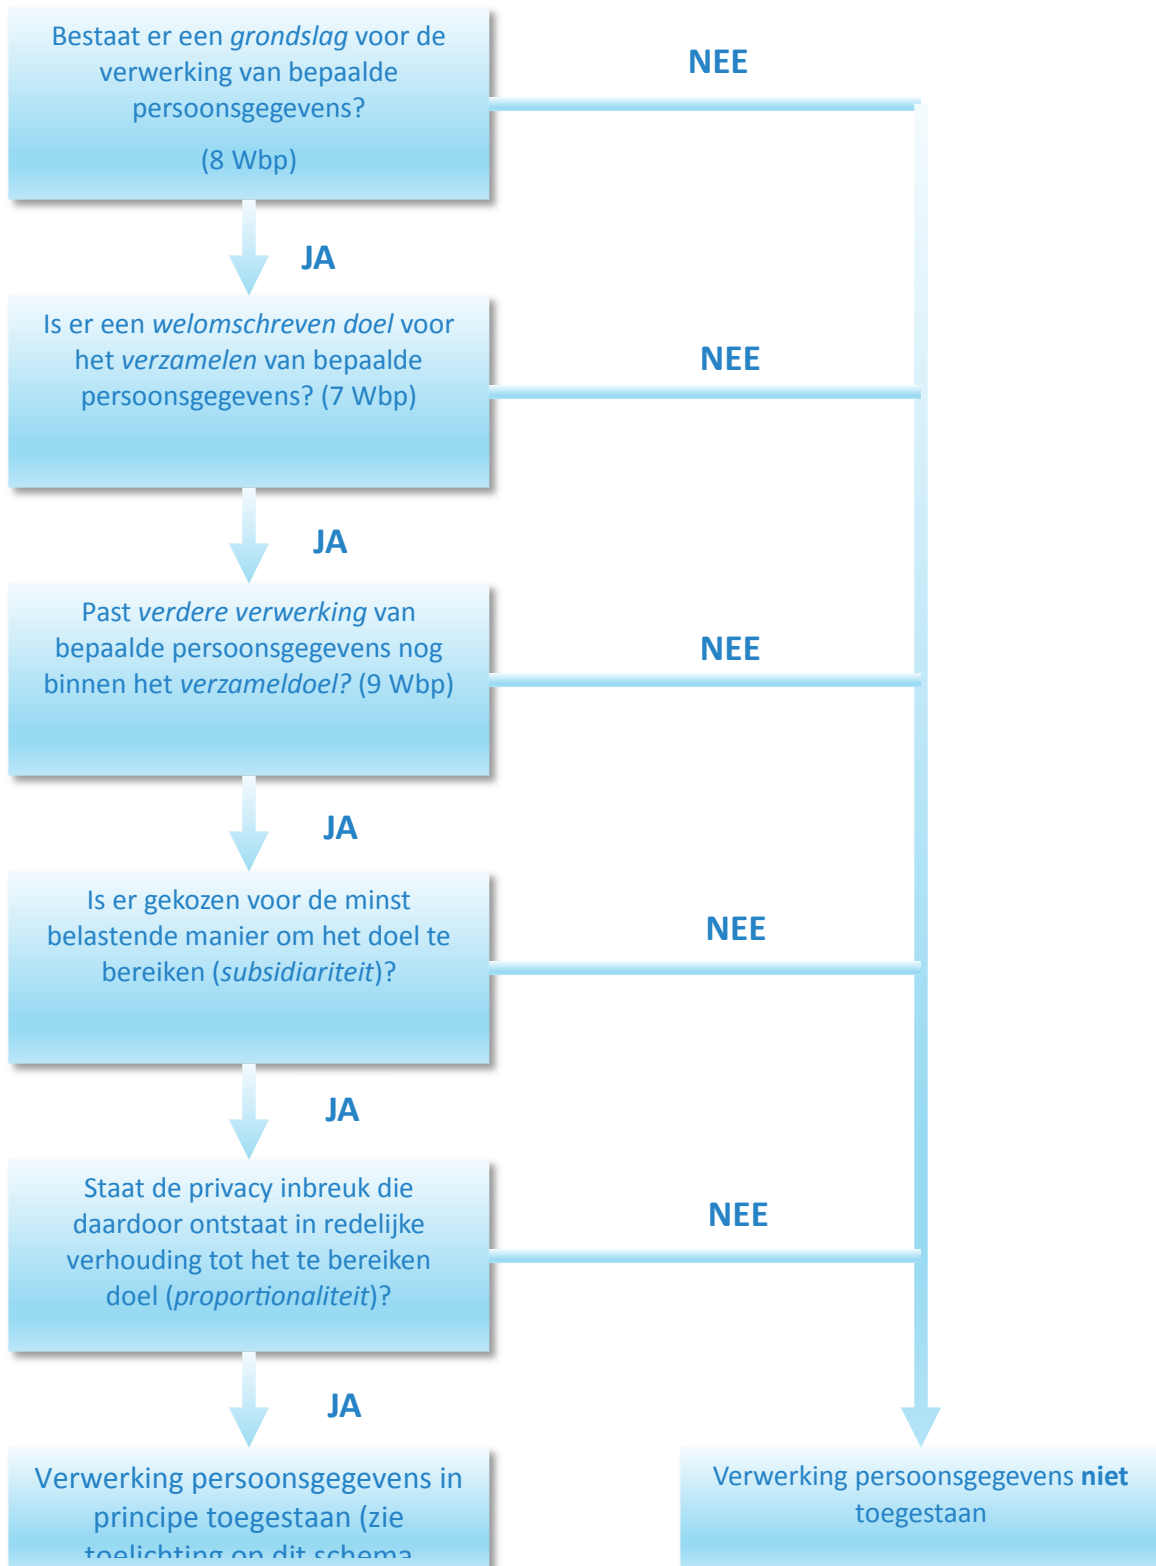 Bestaat er een grondslag voor de
verwerking van bepaalde
persoonsgegevens?
(8 Wbp)
NEE
JA
Is er een welomschreven doel voor
het verzamelen van bepaalde
persoonsgegevens? (7 Wbp)
NEE
JA
Past verdere verwerking van
bepaalde persoonsgegevens nog
binnen het verzameldoel? (9 Wbp)
NEE
JA
Is er gekozen voor de minst
belastende manier om het doel te
bereiken (subsidiariteit)?
NEE
JA
Staat de privacy inbreuk die
daardoor ontstaat in redelijke
verhouding tot het te bereiken
doel (proportionaliteit)?
NEE
JA
Verwerking persoonsgegevens in
principe toegestaan (zie
toelichting op dit schema
Verwerking persoonsgegevens niet
toegestaan